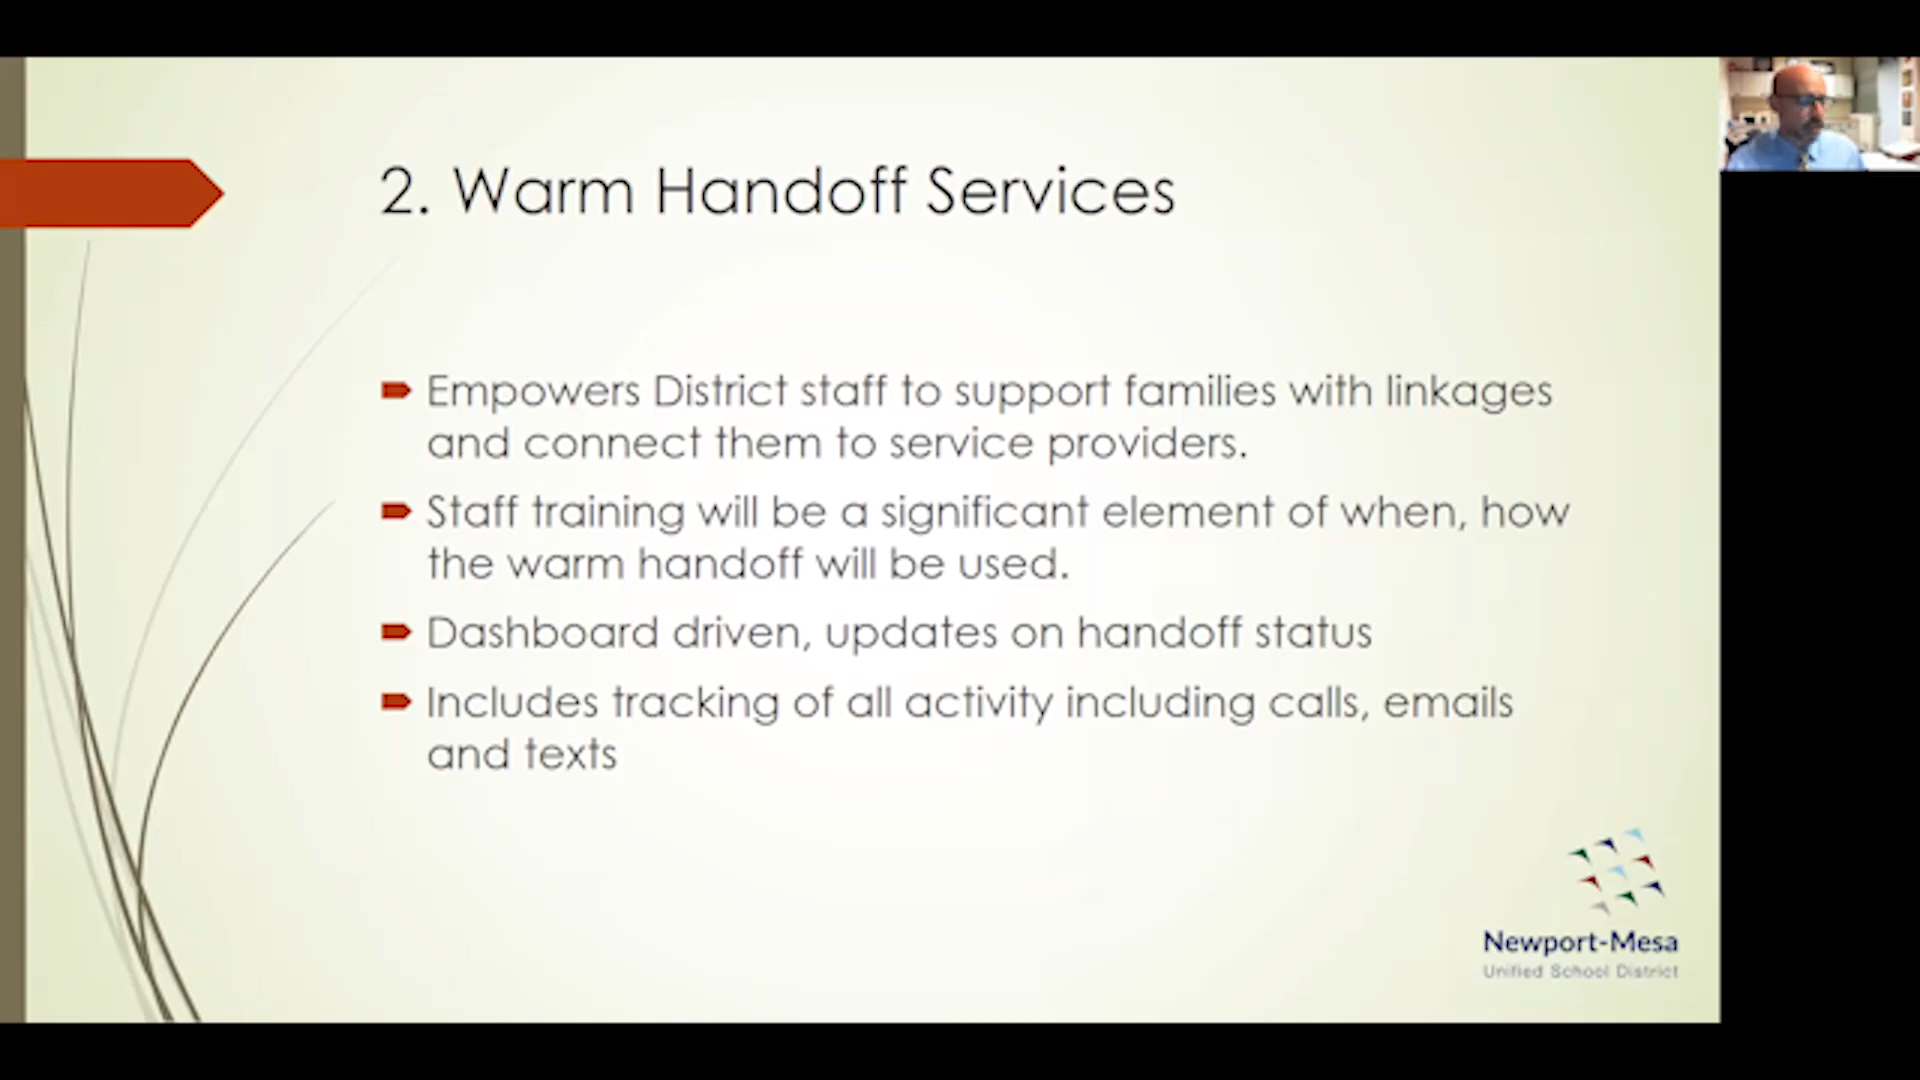 2. Warm Handoff Services
Empowers District staff to support families with linkages
and connect them to service providers.
Staff training will be a significant element of when, how
the warm handoff will be used.
Dashboard driven, updates on handoff status
Includes tracking of all activity including calls, emails
and texts
Newport-Mesa
Unified School District